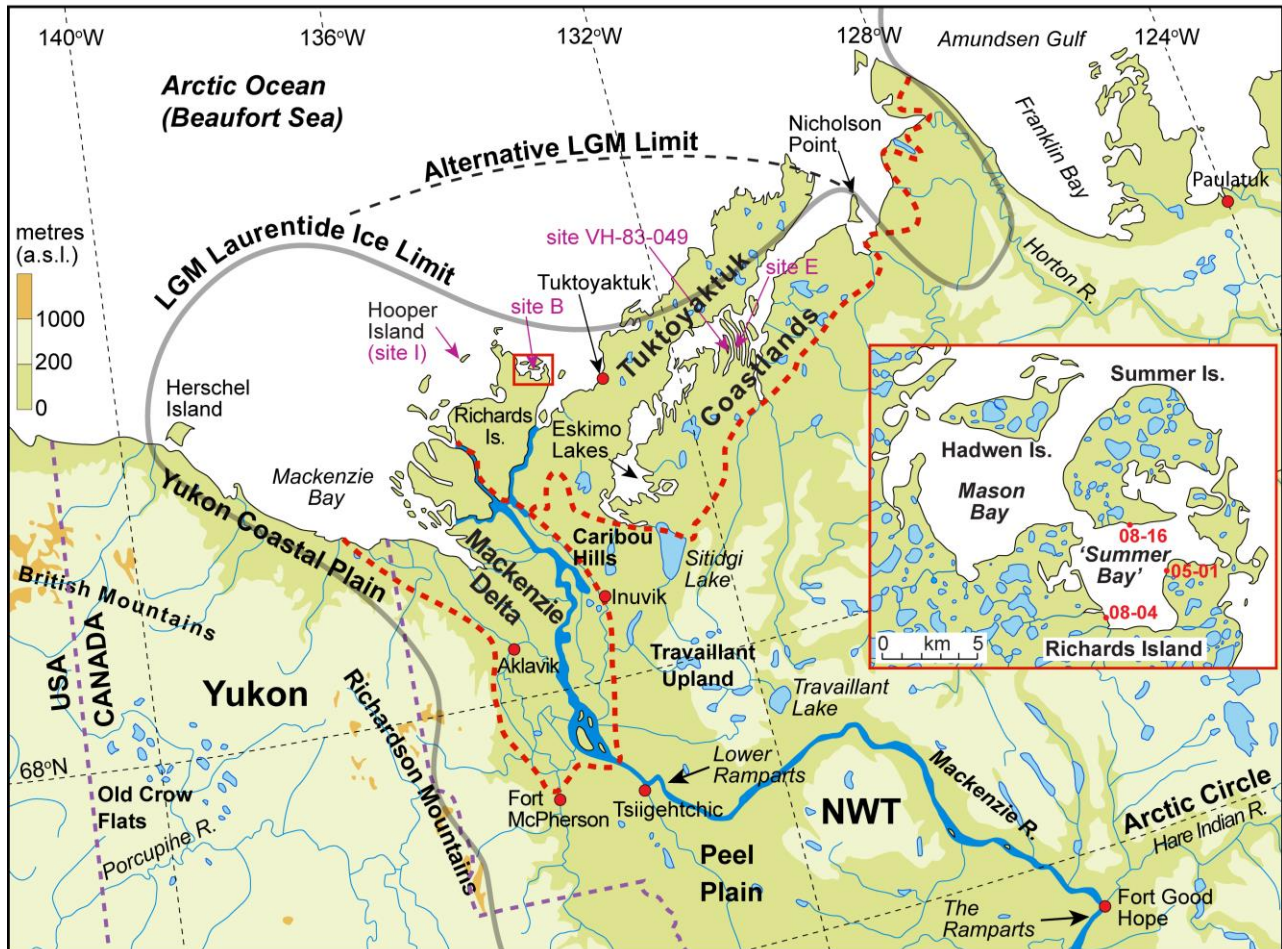 140°W
136°W
132°W
128°W
124°W
Amundsen Gulf
Arctic Ocean
(Beaufort Sea)
Franklin Bay
Nicholson
Point
Alternative LGM Limit
Paulatuk
metres
(a.s.l.)
1000
200
0
LGM Laurentide Ice Limit
site VH-83-049
site E
Tuktoyaktuk
site B
Hooper
Island
(site I)
Horton R.
Tuktoyaktuk
Coastlands
Herschel
Island
Richards
Is.
Eskimo
Lakes
Mackenzie
Bay
Yukon Coastal Plain
Summer Is.
Hadwen Is.
Mason
Bay
08-16
'Summer
Bay'
05-01
08-04
0 km 5
Richards Island
Caribou
Hills
Sitidgi
Lake
Mackenzie
Delta
Inuvik
British Mountains
USA
CANADA
Aklavik
Travaillant
Upland
Yukon
Richardson Mountains
Travaillant
Lake
68°N
Lower
Ramparts
Mackenzie R.
Arctic Circle
Old Crow
Flats
Fort
McPherson
Tsiigehtchic
NWT
Hare Indian R.
Porcupihe R.
Peel
Plain
Fort Good
Hope
The
Ramparts